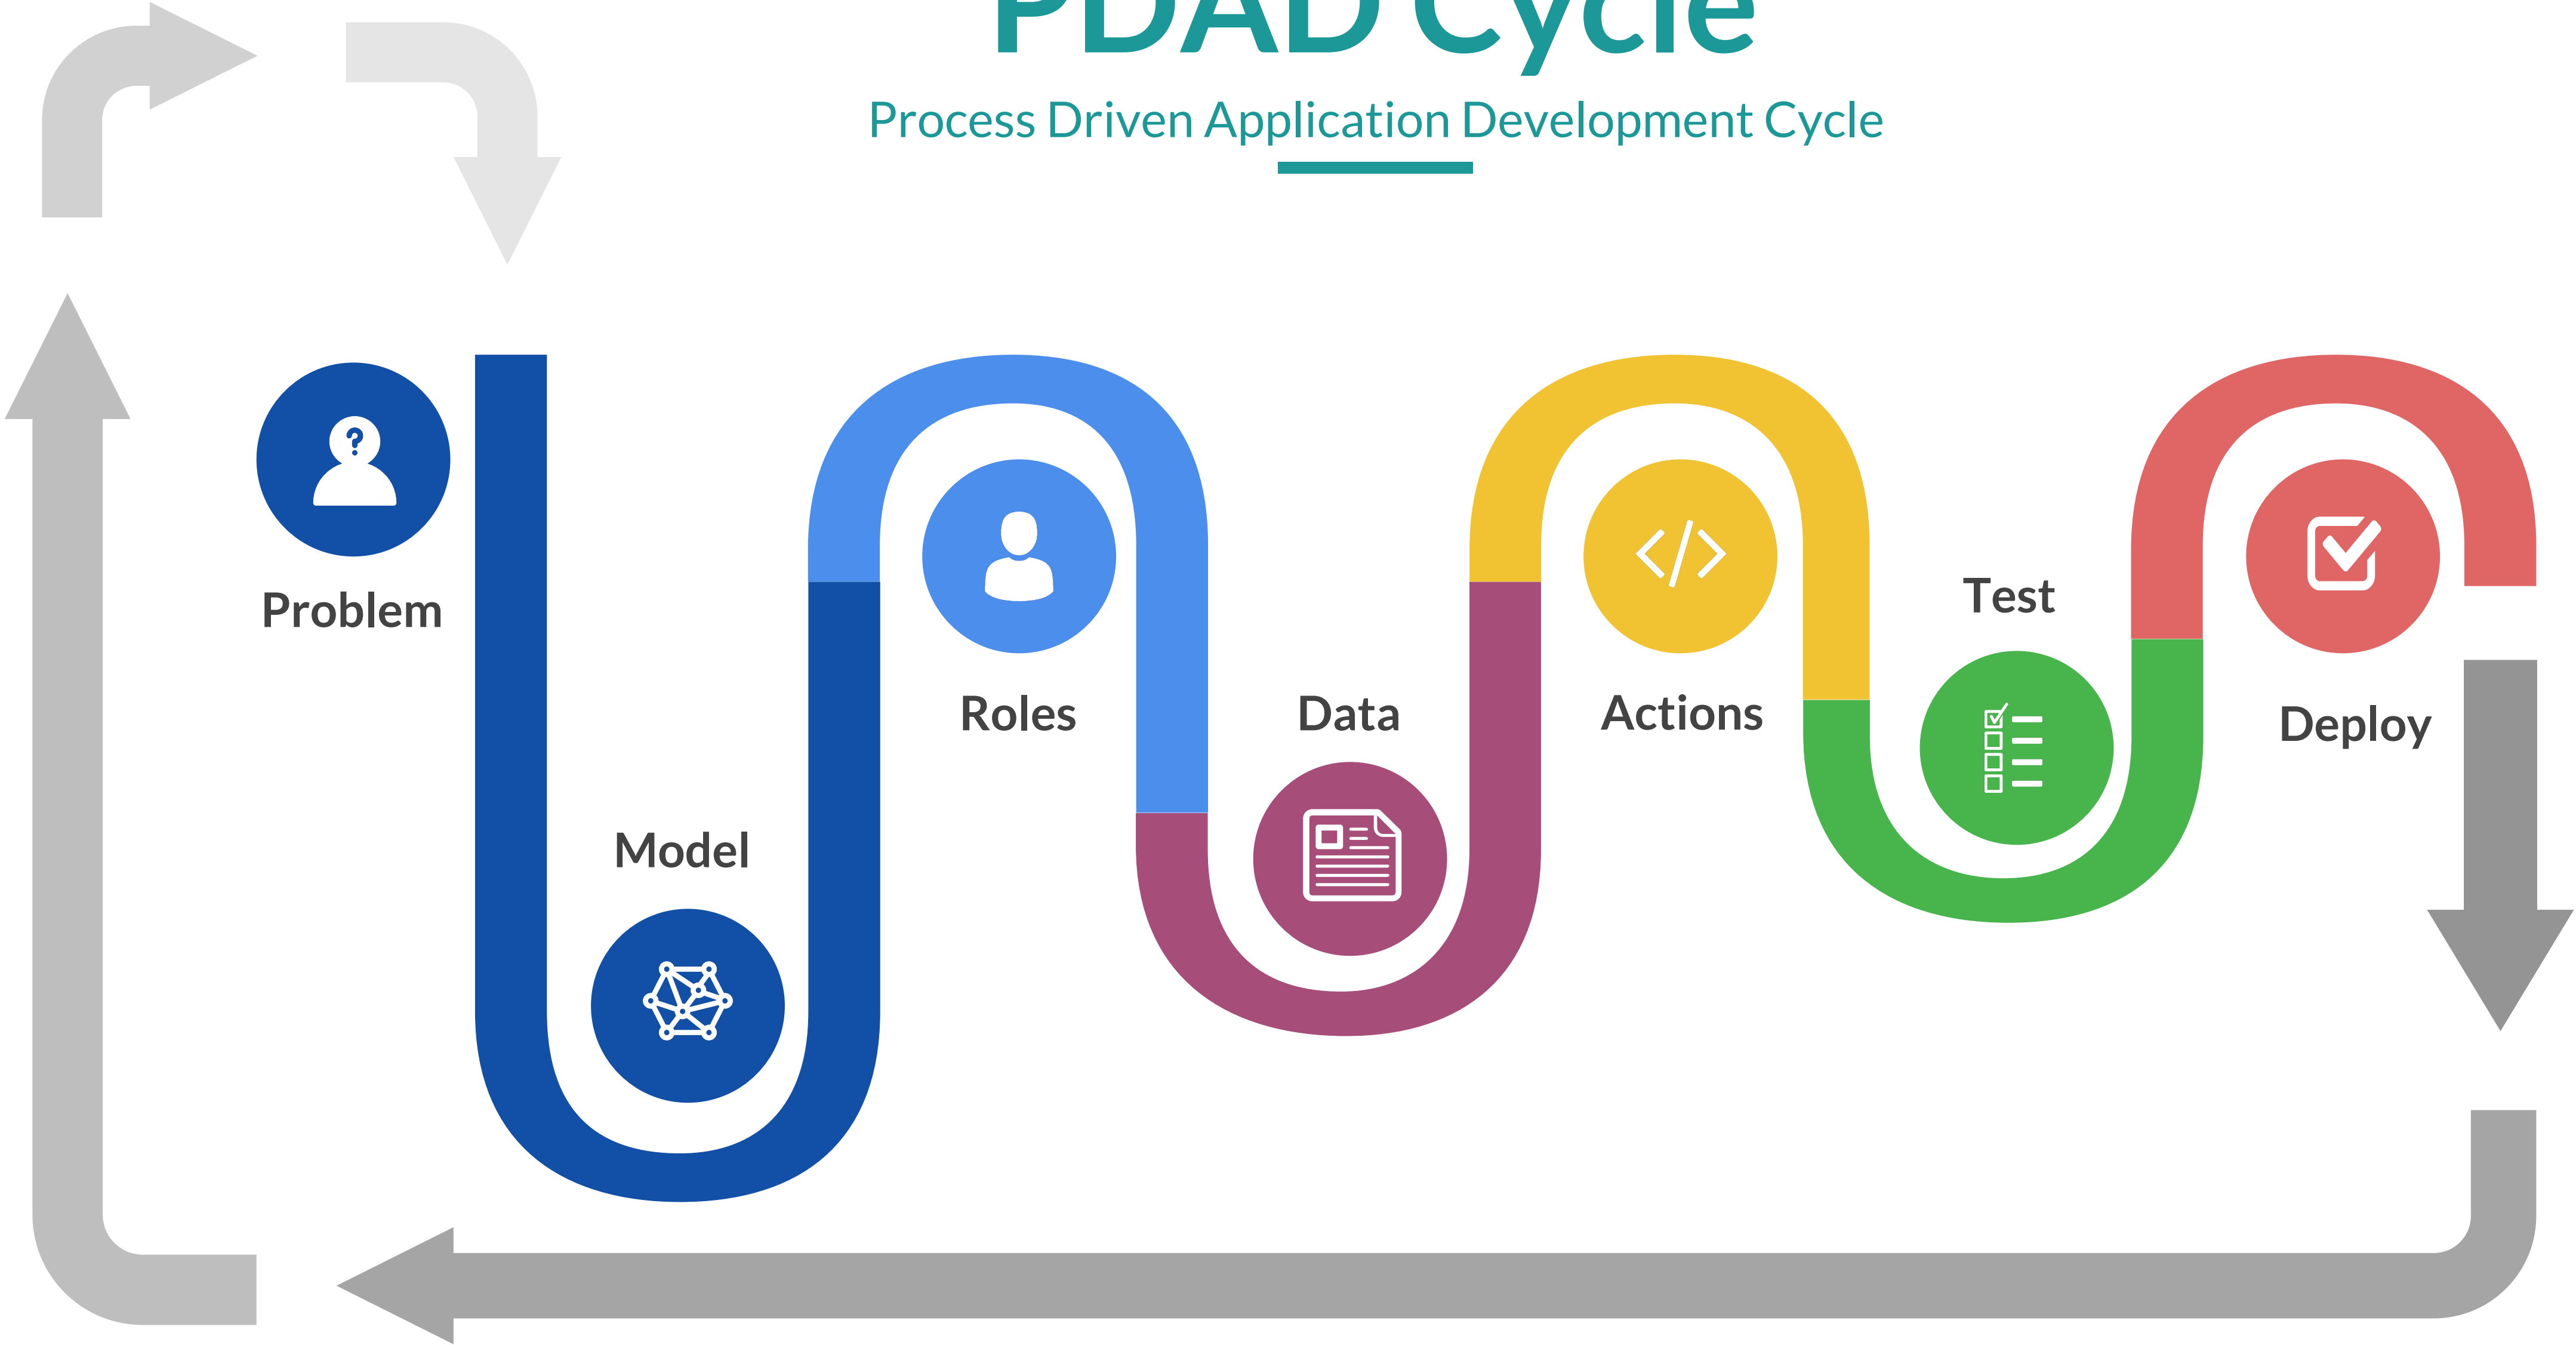 PDAD Cycle
Process Driven Application Development Cycle
Problem
Model
Roles
Data
Actions
Test
Deploy